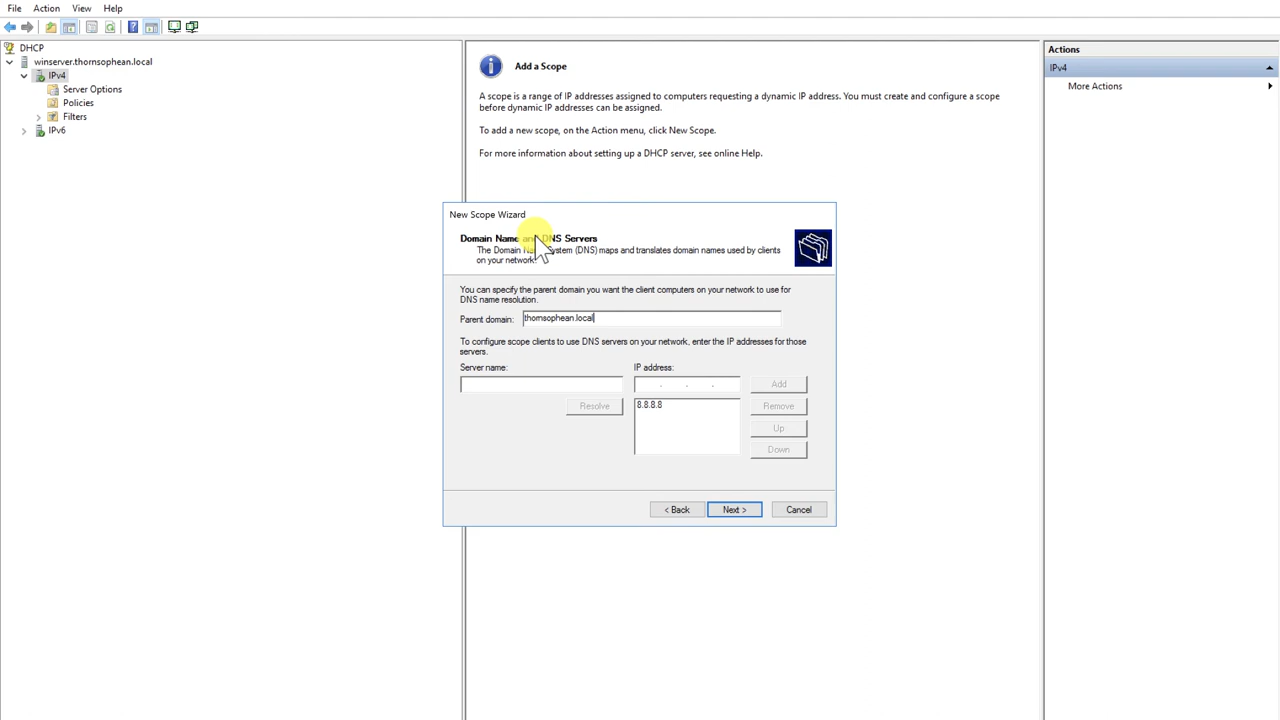 File Action View Help
DHCP
winserver.thornsophean.local
IPv4
Server Options
Policies
Filters
IPv6
Add a Scope
A scope is a range of IP addresses assigned to computers requesting a dynamic IP address. You must create and configure a scope
before dynamic IP addresses can be assigned.
To add a new scope, on the Action menu, click New Scope.
For more information about setting up a DHCP server, see online Help.
Actions
IPv4
More Actions
New Scope Wizard
Domain Name and DNS Servers
The Domain Name System (DNS) maps and translates domain names used by clients
on your network.
You can specify the parent domain you want the client computers on your network to use for
DNS name resolution.
Parent domain: thornsophean.local
To configure scope clients to use DNS servers on your network, enter the IP addresses for those
servers.
Server name: IP address:
. . . Add
Resolve 8.8.8.8 Remove
Up
Down
< Back Next > Cancel